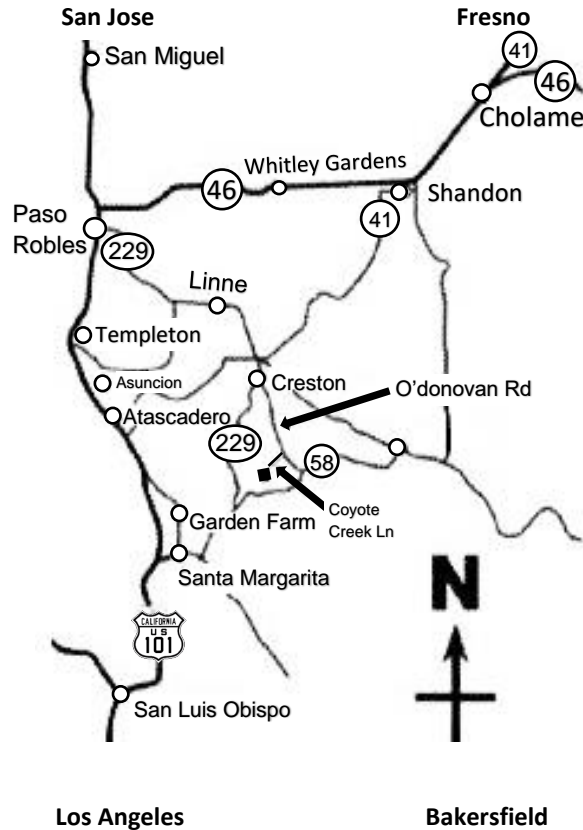 San Jose
Fresno
San Miguel
41
46
Cholame
Whitley Gardens
46
Shandon
Paso
Robles
41
229
Linne
Templeton
Asuncion
Creston
O'donovan Rd
Atascadero
229
58
Coyote
Creek Ln
Garden Farm
Santa Margarita
N
CALIFORNIA
US
101
San Luis Obispo
Los Angeles
Bakersfield